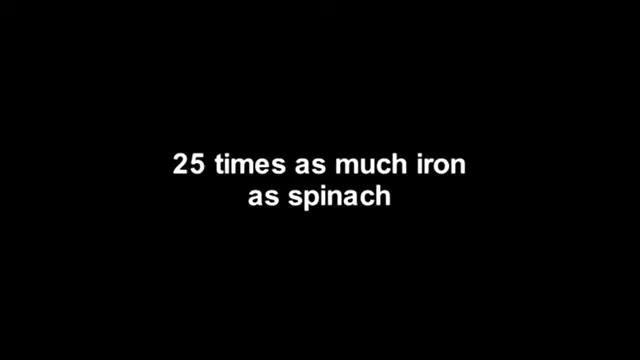 25 times as much iron
as spinach